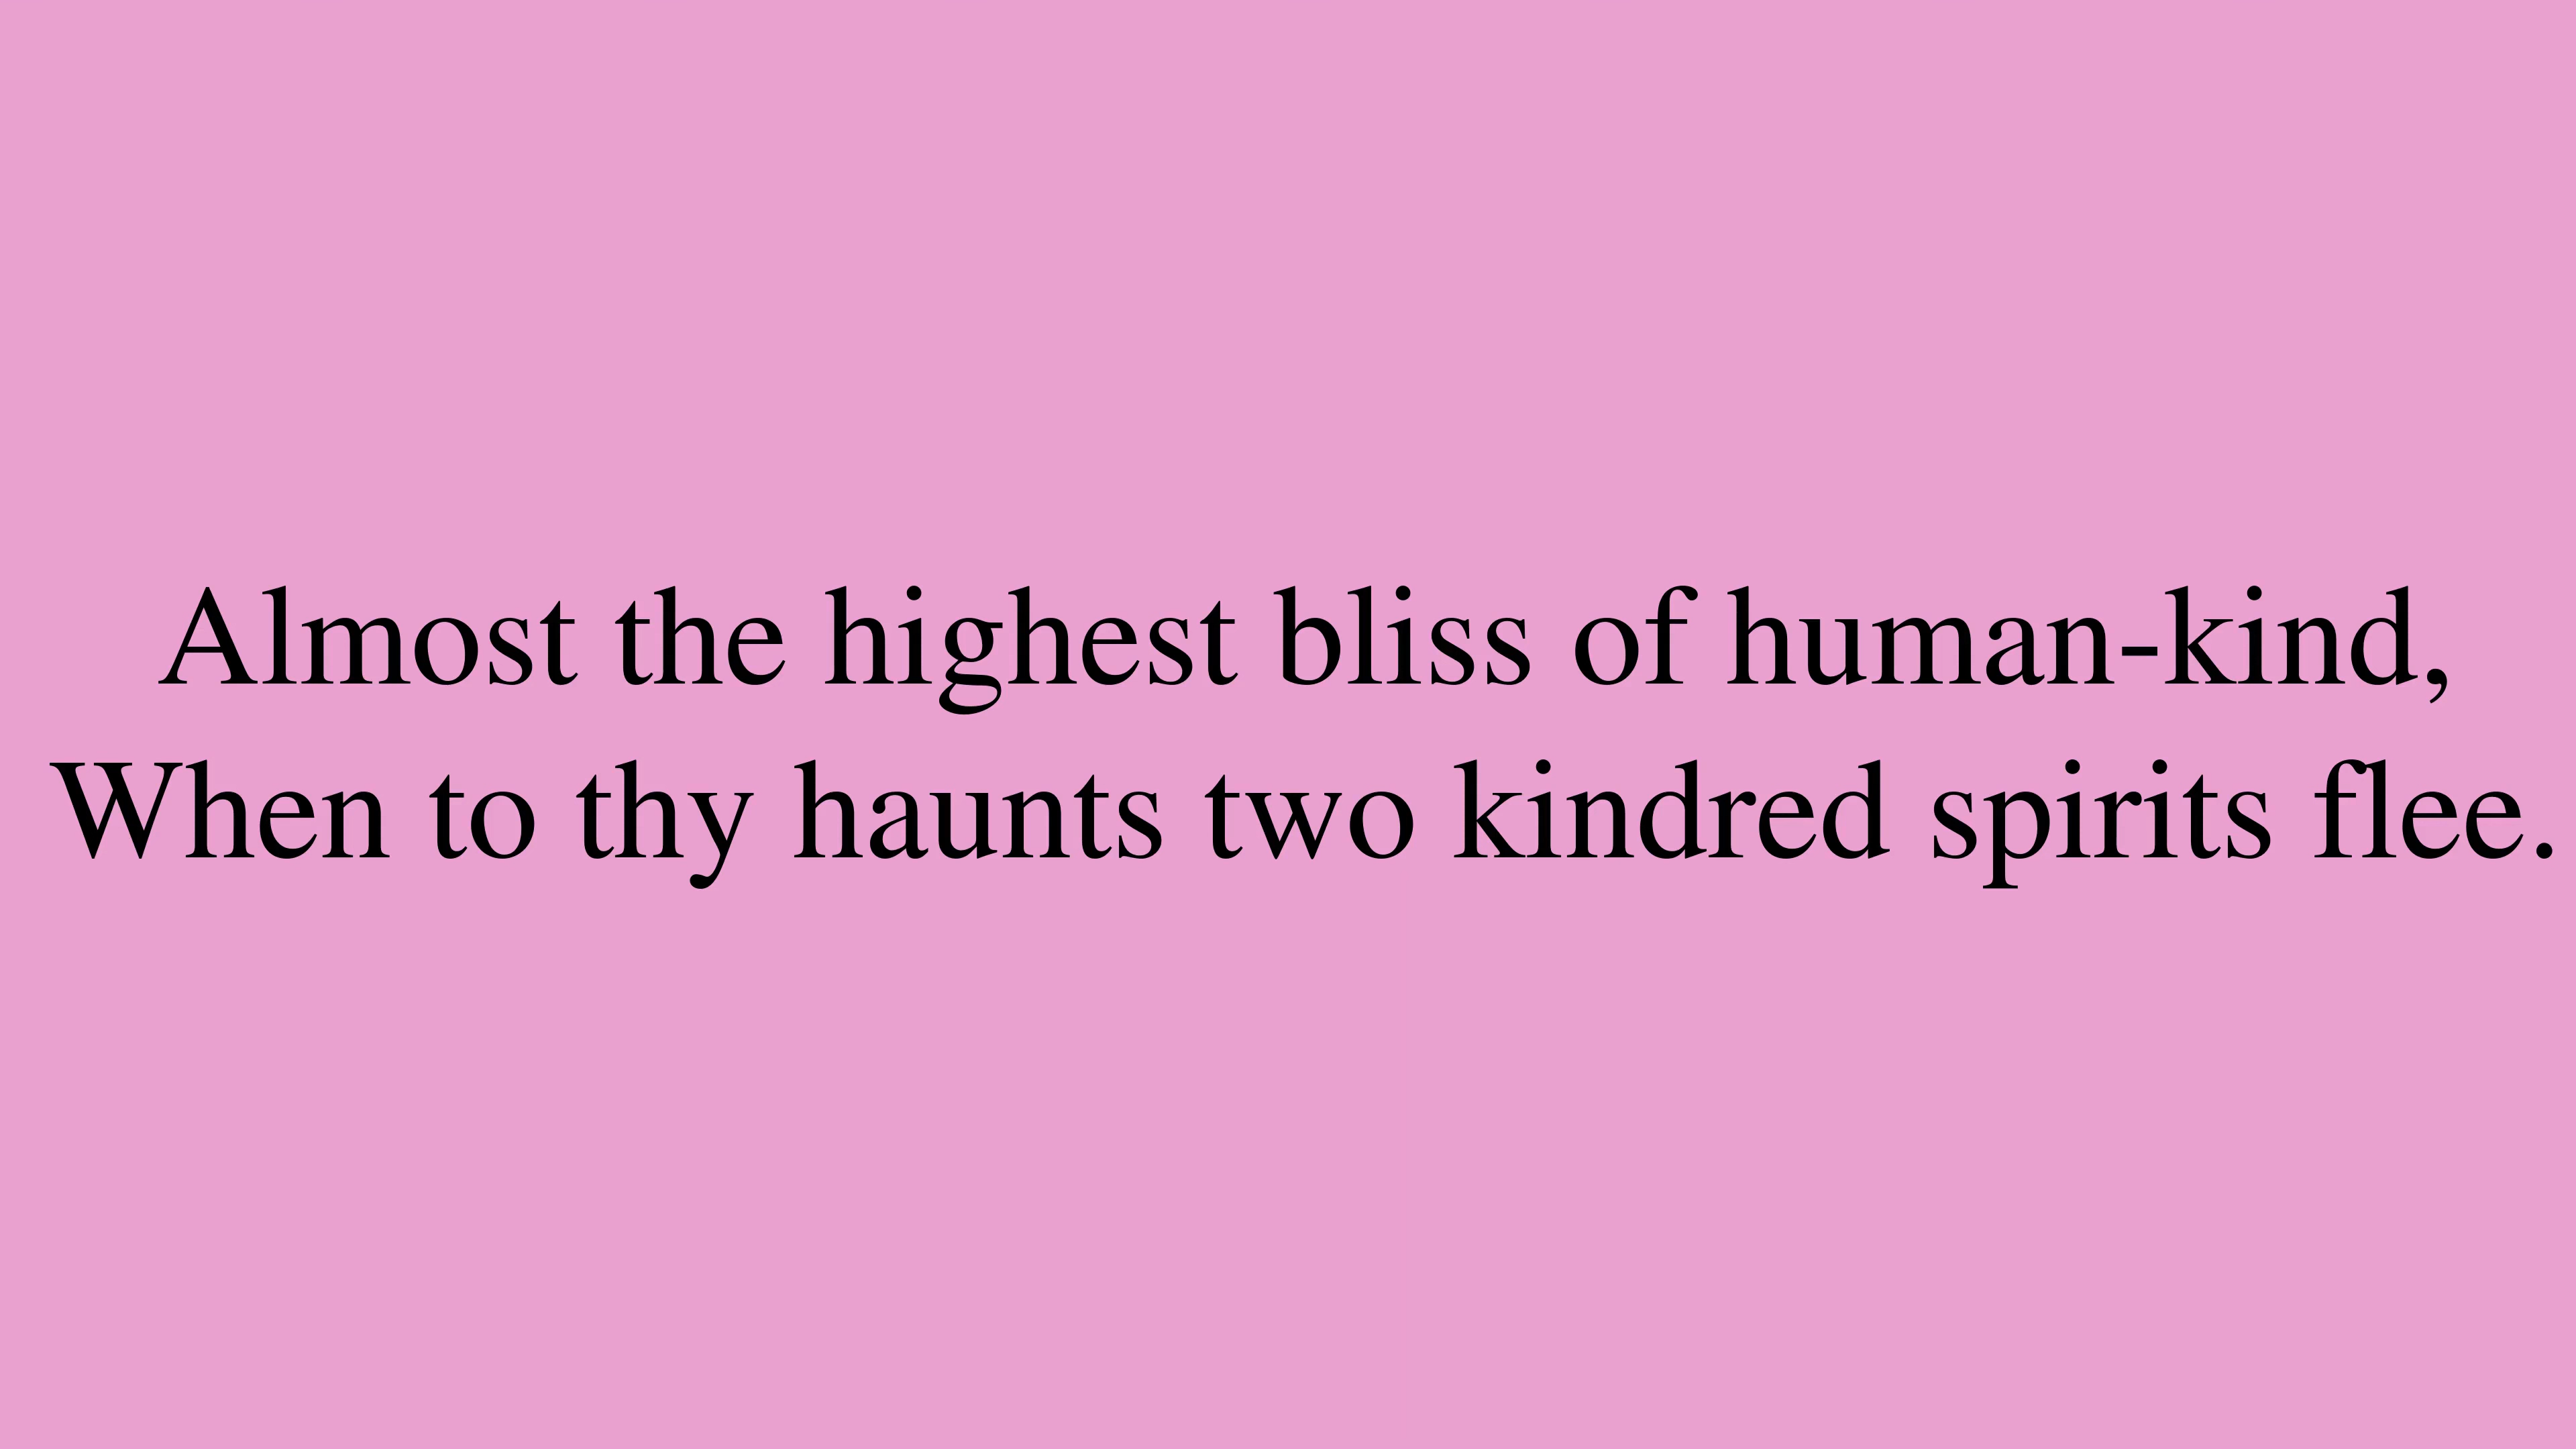 Almost the highest bliss of human-kind,
When to thy haunts two kindred spirits flee.